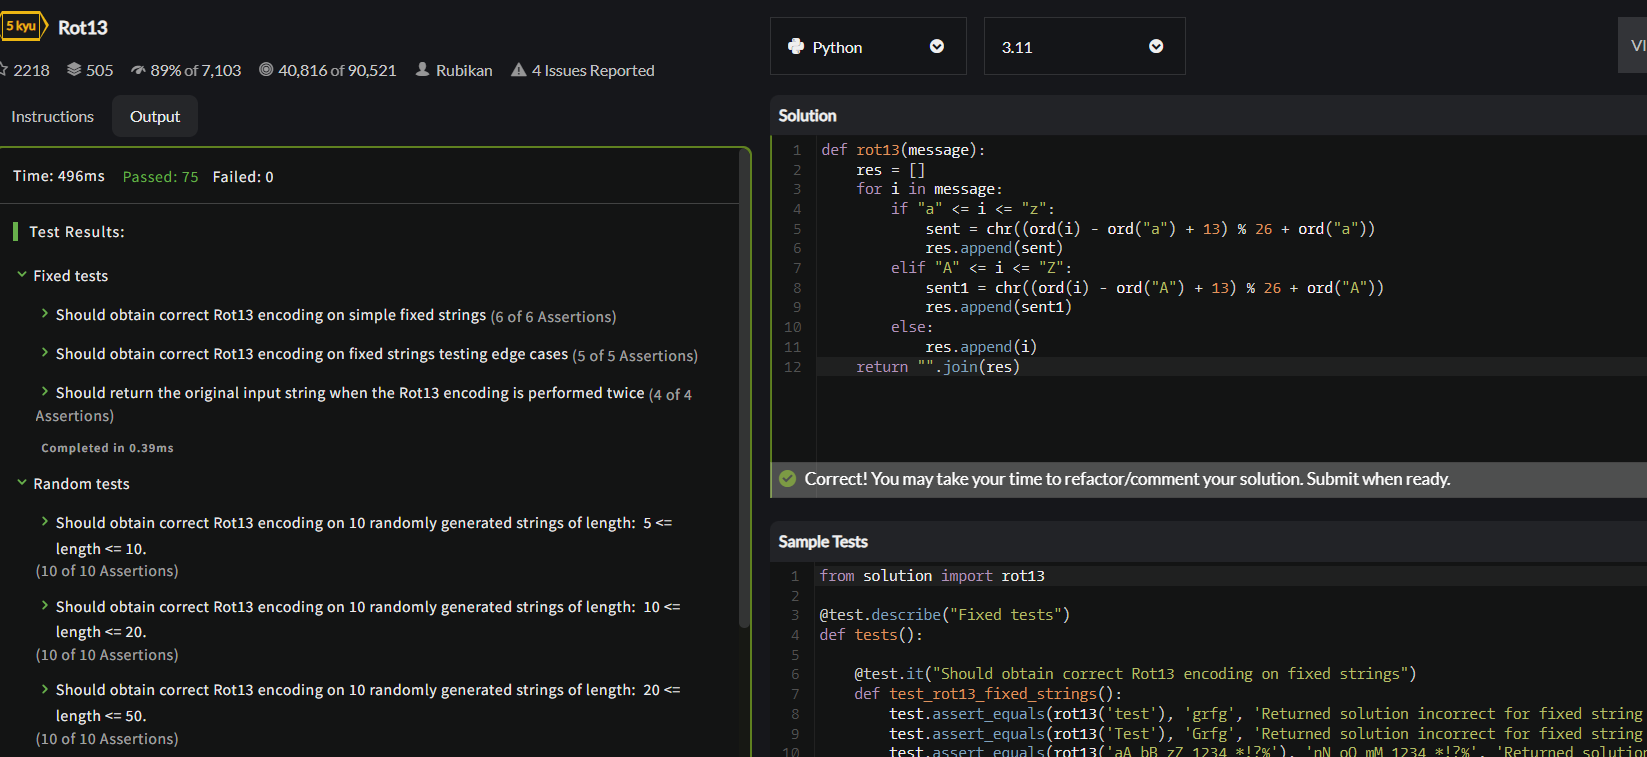 5 kyu Rot13
2218 505 89% of 7,103 40,816 of 90,521 Rubikan 4 Issues Reported
Instructions Output
Time: 496ms Passed: 75 Failed: 0
Test Results:
Fixed tests
Should obtain correct Rot13 encoding on simple fixed strings (6 of 6 Assertions)
Should obtain correct Rot13 encoding on fixed strings testing edge cases (5 of 5 Assertions)
Should return the original input string when the Rot13 encoding is performed twice (4 of 4
Assertions)
Completed in 0.39ms
Random tests
Should obtain correct Rot13 encoding on 10 randomly generated strings of length: 5 <=
length <= 10.
(10 of 10 Assertions)
Should obtain correct Rot13 encoding on 10 randomly generated strings of length: 10 <=
length <= 20.
(10 of 10 Assertions)
Should obtain correct Rot13 encoding on 10 randomly generated strings of length: 20 <=
length <= 50.
(10 of 10 Assertions)
Python 3.11 VI
Solution
1 def rot13(message):
2     res = []
3     for i in message:
4         if "a" <= i <= "z":
5             sent = chr((ord(i) - ord("a") + 13) % 26 + ord("a"))
6             res.append(sent)
7         elif "A" <= i <= "Z":
8             sent1 = chr((ord(i) - ord("A") + 13) % 26 + ord("A"))
9             res.append(sent1)
10         else:
11             res.append(i)
12     return "".join(res)
Correct! You may take your time to refactor/comment your solution. Submit when ready.
Sample Tests
1 from solution import rot13
2
3 @test.describe("Fixed tests")
4 def tests():
5
6     @test.it("Should obtain correct Rot13 encoding on fixed strings")
7     def test_rot13_fixed_strings():
8         test.assert_equals(rot13('test'), 'grfg', 'Returned solution incorrect for fixed string
9         test.assert_equals(rot13('Test'), 'Grfg', 'Returned solution incorrect for fixed string
10         test.assert_equals(rot13('aA bB zZ 1234 *!?%'), 'nN oO mM 1234 *!?%', 'Returned solution